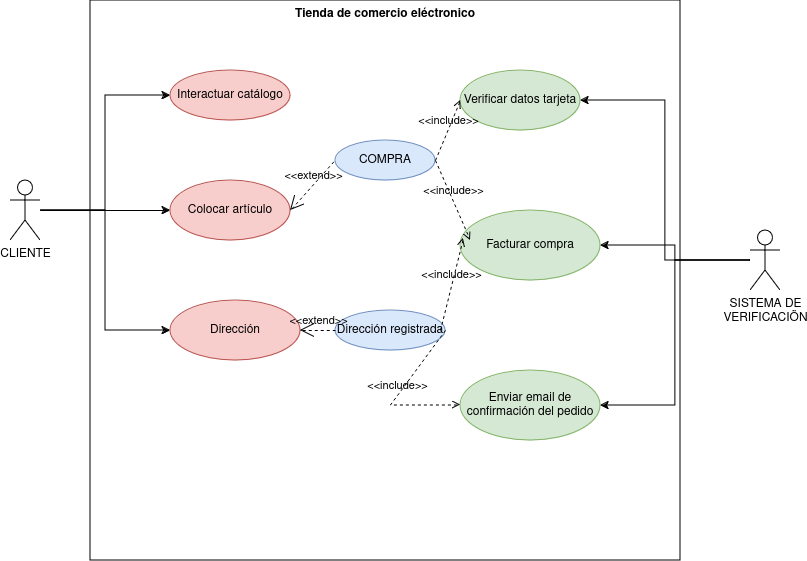 Tienda de comercio eléctronico
Interactuar catálogo
Verificar datos tarjeta
<<include>>
COMPRA
<<extend>>
<<include>>
Colocar artículo
Facturar compra
CLIENTE
<<include>>
SISTEMA DE
VERIFICACIÕN
<<extend>>
Dirección
Dirección registrada
<<include>>
Enviar email de
confirmación del pedido